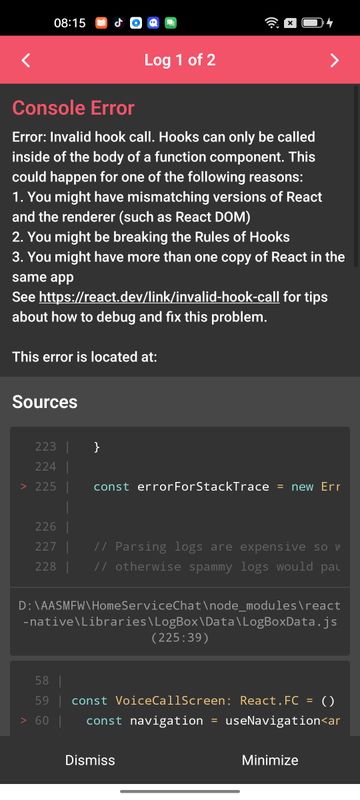 08:15
Log 1 of 2
Console Error
Error: Invalid hook call. Hooks can only be called
inside of the body of a function component. This
could happen for one of the following reasons:
1. You might have mismatching versions of React
and the renderer (such as React DOM)
2. You might be breaking the Rules of Hooks
3. You might have more than one copy of React in the
same app
See https://react.dev/link/invalid-hook-call for tips
about how to debug and fix this problem.
This error is located at:
Sources
223 | }
224 |
> 225 | const errorForStackTrace = new Err
|
226 |
227 | // Parsing logs are expensive so w
228 | // otherwise spammy logs would pau
D:\AASMFW\HomeServiceChat\node_modules\react
-native\Libraries\LogBox\Data\LogBoxData.js
(225:39)
58 |
59 | const VoiceCallScreen: React.FC = ()
> 60 | const navigation = useNavigation<an
Dismiss
Minimize